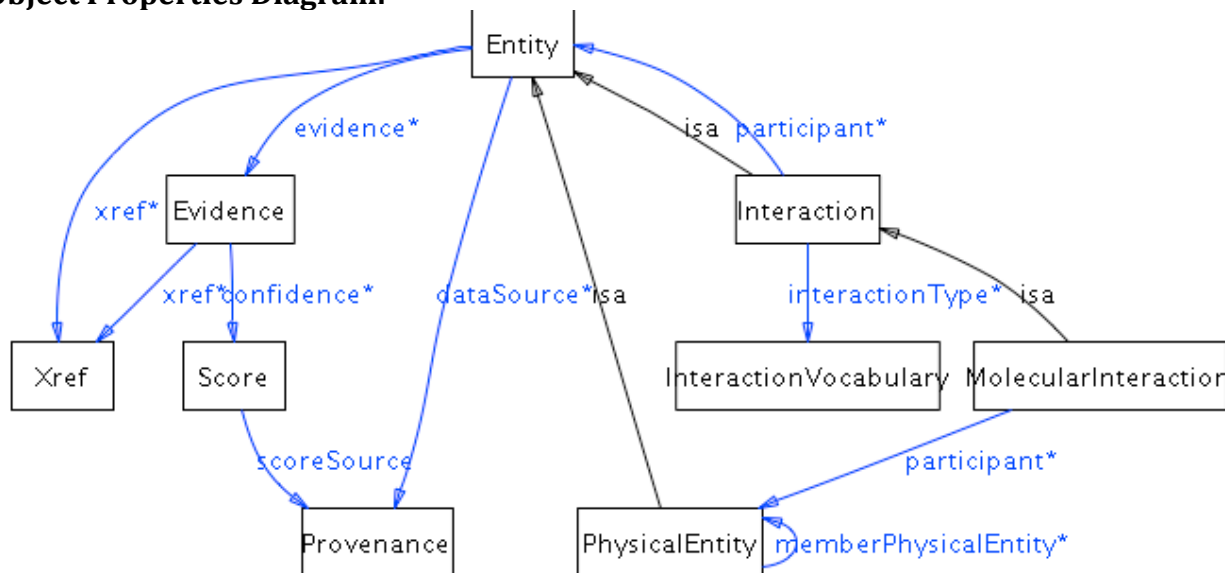 Object Properties Diagram:
Entity
evidence*
isa
participant*
xref*
Evidence
Interaction
xref*
confidence*
dataSource*
isa
interactionType*
isa
Xref
Score
InteractionVocabulary
MolecularInteraction
scoreSource
participant*
Provenance
PhysicalEntity
memberPhysicalEntity*